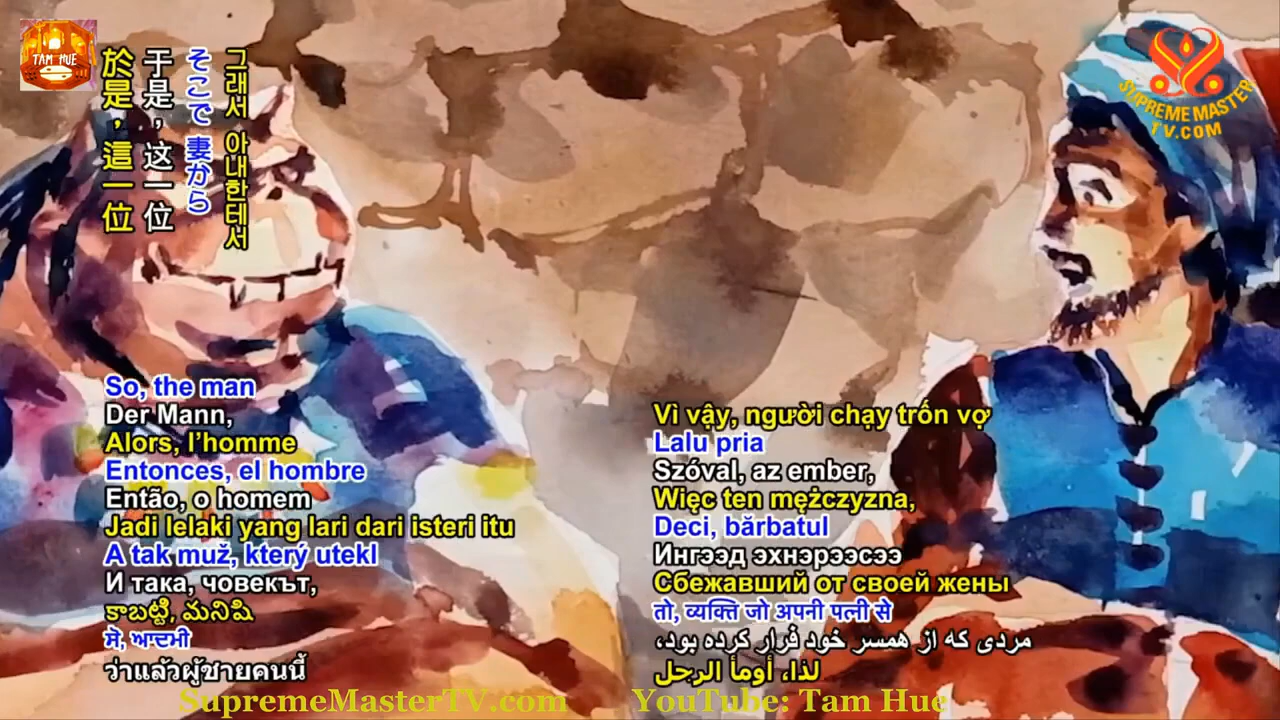 TAM HUE
於是，這一位
于是，这一位
そこで 妻から
그래서 아내한테서
SUPREME MASTER
TV.COM
So, the man
Der Mann,
Alors, l’homme
Entonces, el hombre
Então, o homem
Jadi lelaki yang lari dari isteri itu
A tak muž, který utekl
И така, човекът,
కాబట్టి, మనిషి
ਸੋ, ਆਦਮੀ
ว่าแล้วผู้ชายคนนี้
Vì vậy, người chạy trốn vợ
Lalu pria
Szóval, az ember,
Więc ten mężczyzna,
Deci, bărbatul
Ингээд эхнэрээсээ
Сбежавший от своей жены
तो, व्यक्ति जो अपनी पत्नी से
مردی که از همسر خود فرار کرده بود،
لذا، أومأ الرجل
SupremeMasterTV.com
YouTube: Tam Hue